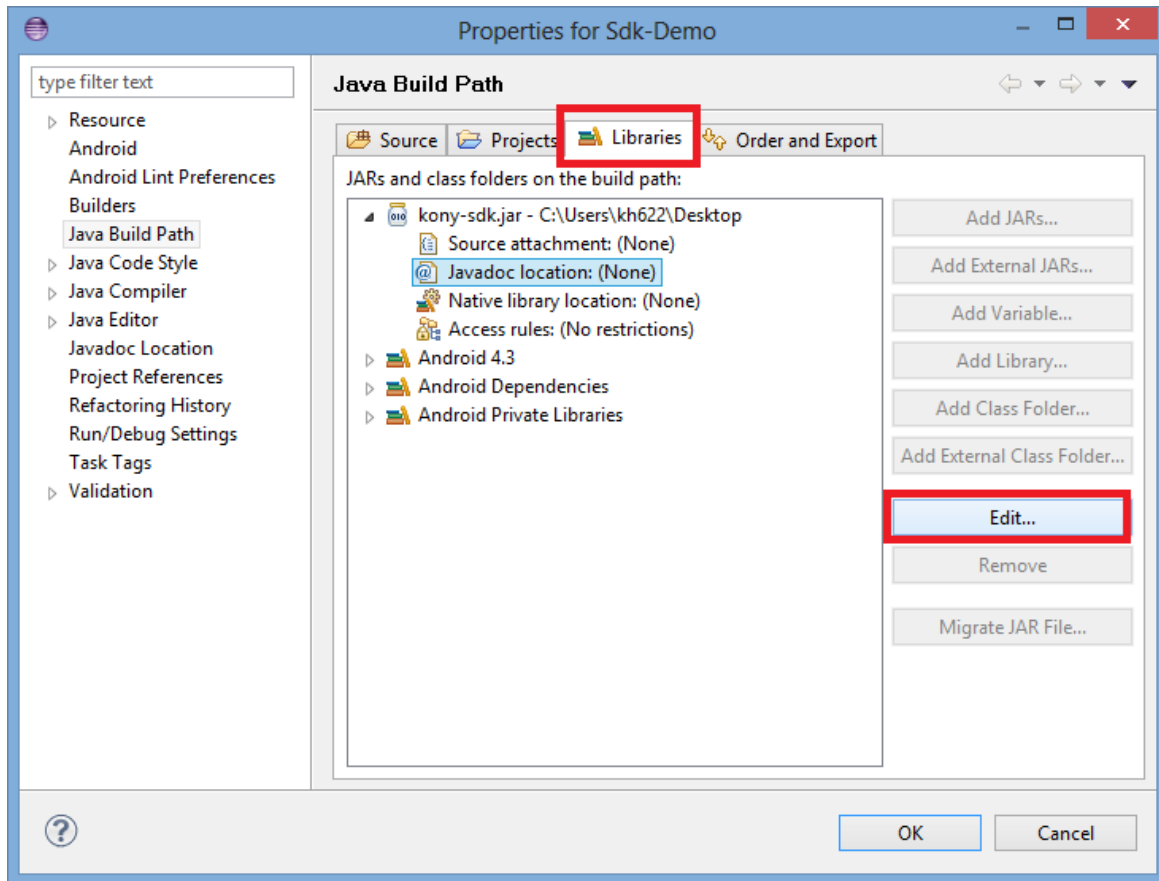 Properties for Sdk-Demo
type filter text
Resource
Android
Android Lint Preferences
Builders
Java Build Path
Java Code Style
Java Compiler
Java Editor
Javadoc Location
Project References
Refactoring History
Run/Debug Settings
Task Tags
Validation
Java Build Path
Source Projects Libraries Order and Export
JARs and class folders on the build path:
kony-sdk.jar - C:\Users\kh622\Desktop
Source attachment: (None)
Javadoc location: (None)
Native library location: (None)
Access rules: (No restrictions)
Android 4.3
Android Dependencies
Android Private Libraries
Add JARs...
Add External JARs...
Add Variable...
Add Library...
Add Class Folder...
Add External Class Folder...
Edit...
Remove
Migrate JAR File...
OK Cancel